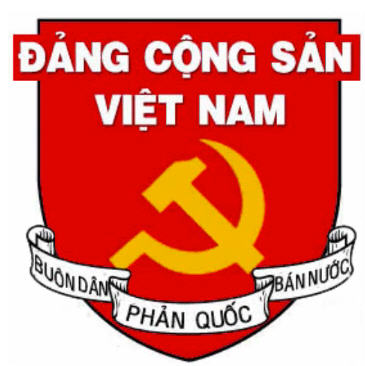 ĐẢNG CỘNG SẢN
VIỆT NAM
BUÔN DÂN
PHẢN QUỐC
BÁN NƯỚC